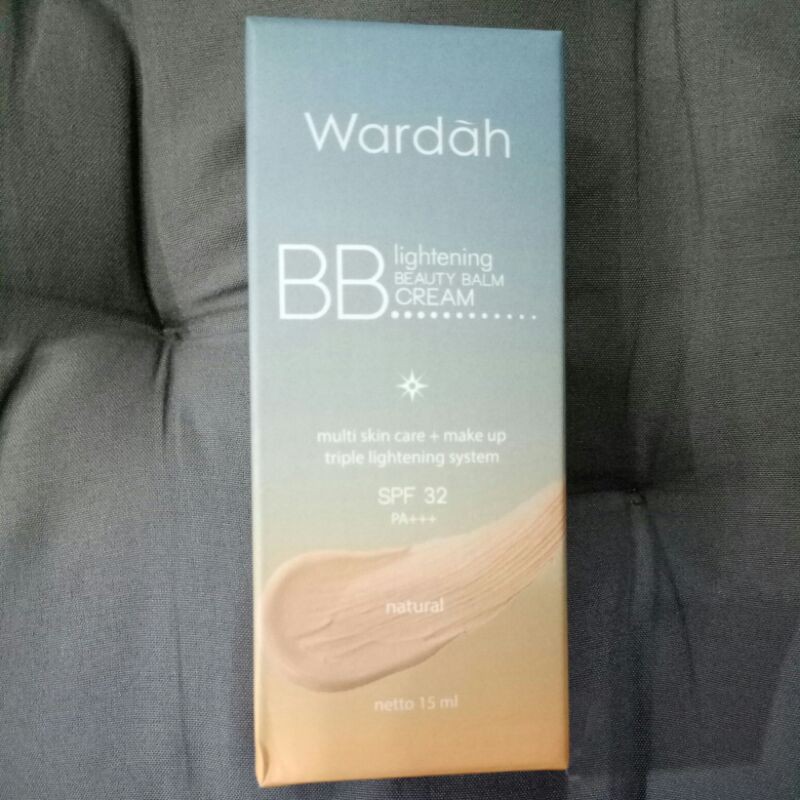 Wardàh
BB lightening
BEAUTY BALM
CREAM
multi skin care + make up
triple lightening system
SPF 32
PA+++
natural
netto 15 ml